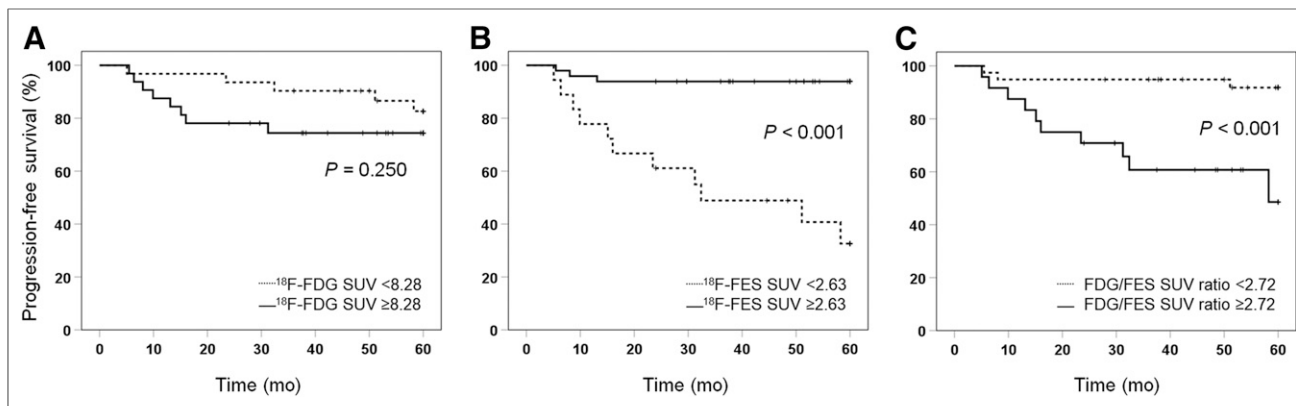 A
Progression-free survival (%)
100
80
60
40
20
0
P = 0.250
¹⁸F-FDG SUV <8.28
¹⁸F-FDG SUV ≥8.28
0 10 20 30 40 50 60
Time (mo)
B
100
80
60
40
20
0
P < 0.001
¹⁸F-FES SUV <2.63
¹⁸F-FES SUV ≥2.63
0 10 20 30 40 50 60
Time (mo)
C
100
80
60
40
20
0
P < 0.001
FDG/FES SUV ratio <2.72
FDG/FES SUV ratio ≥2.72
0 10 20 30 40 50 60
Time (mo)